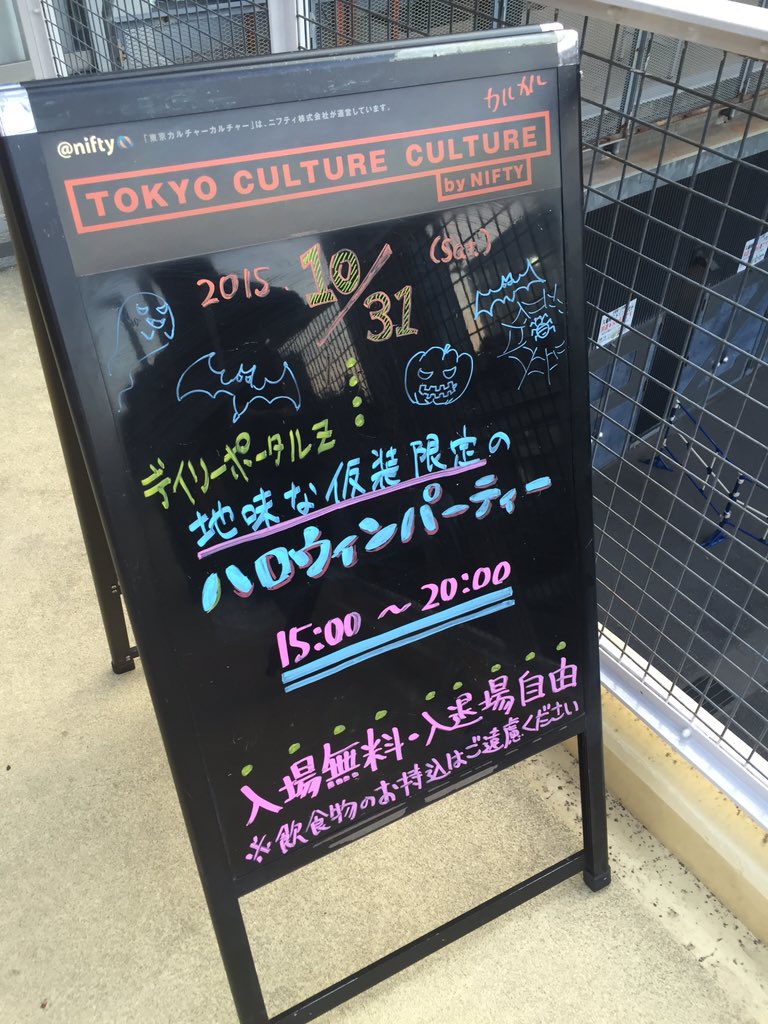 カルカル
@nifty 「東京カルチャーカルチャー」は、ニフティ株式会社が運営しています。
TOKYO CULTURE CULTURE
by NIFTY
2015. 10/31 (Sat)
デイリーポータルZ
地味な仮装限定の
ハロウィンパーティー
15:00 〜 20:00
入場無料・入退場自由
※飲食物のお持込はご遠慮ください